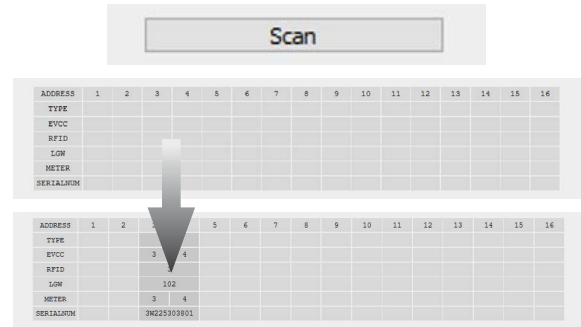 Scan
ADDRESS 1 2 3 4 5 6 7 8 9 10 11 12 13 14 15 16
TYPE
EVCC
RFID
LGW
METER
SERIALNUM
ADDRESS 1 2 5 6 7 8 9 10 11 12 13 14 15 16
TYPE
EVCC 3 4
RFID
LGW 102
METER 3 4
SERIALNUM 3W225303801